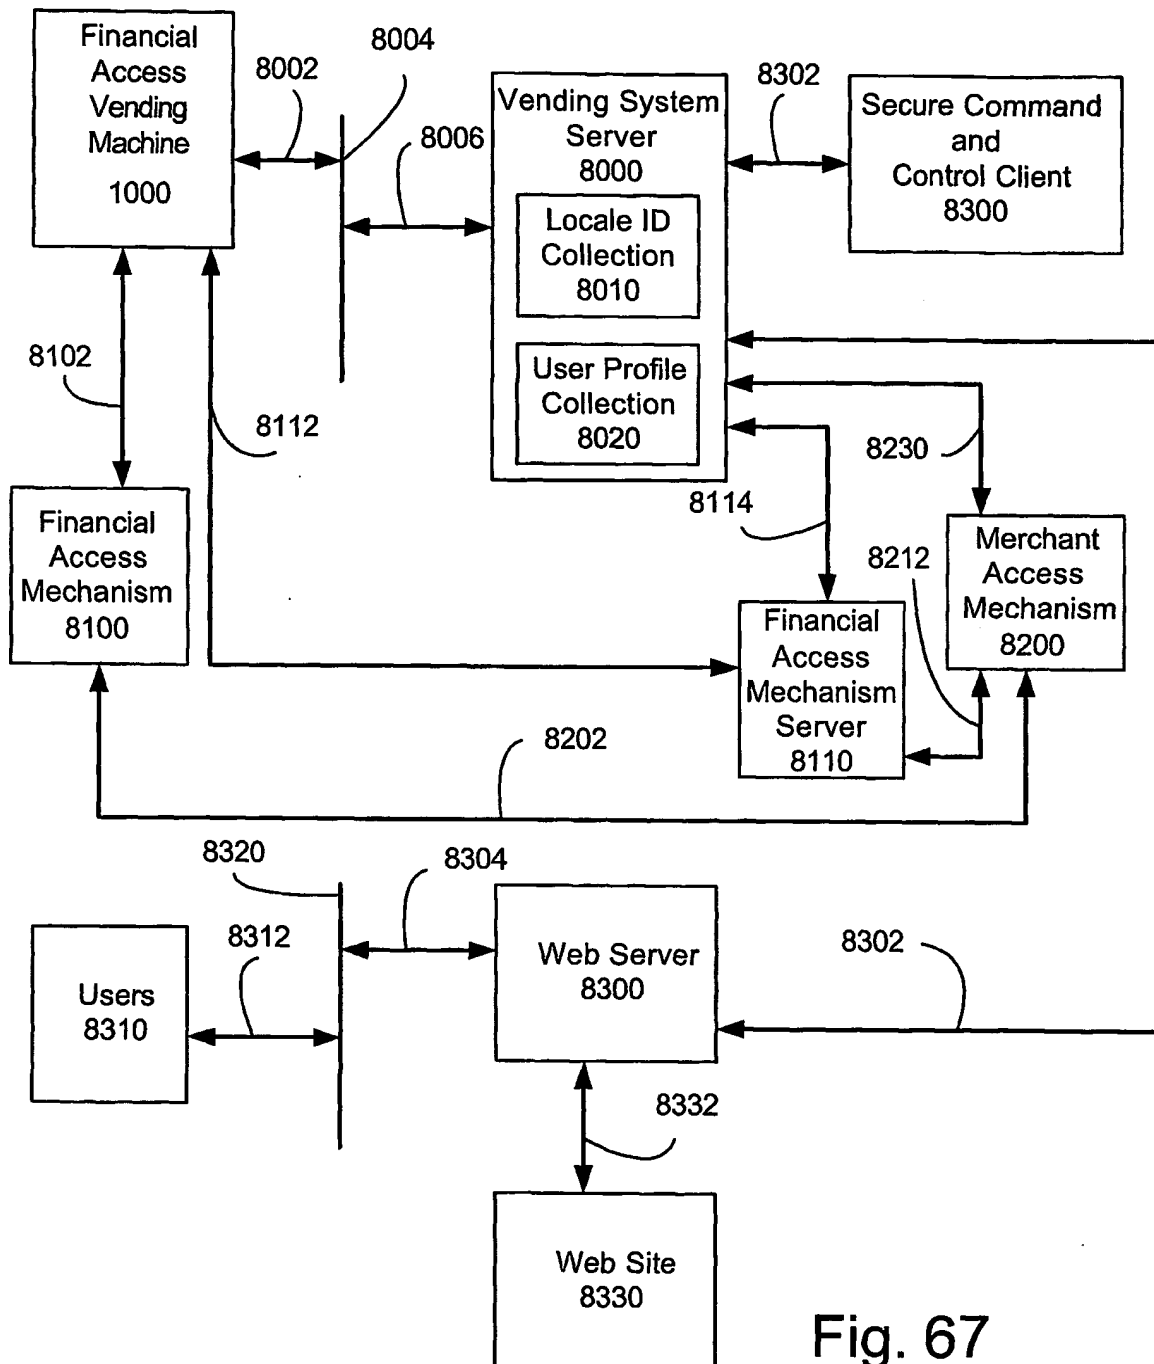 Financial
Access
Vending
Machine
1000
8002
8004
8006
Vending System
Server
8000
Locale ID
Collection
8010
User Profile
Collection
8020
8302
Secure Command
and
Control Client
8300
8102
8112
8230
8114
Financial
Access
Mechanism
8100
8212
Merchant
Access
Mechanism
8200
Financial
Access
Mechanism
Server
8110
8202
8320
8304
8312
Users
8310
Web Server
8300
8302
8332
Web Site
8330
Fig. 67